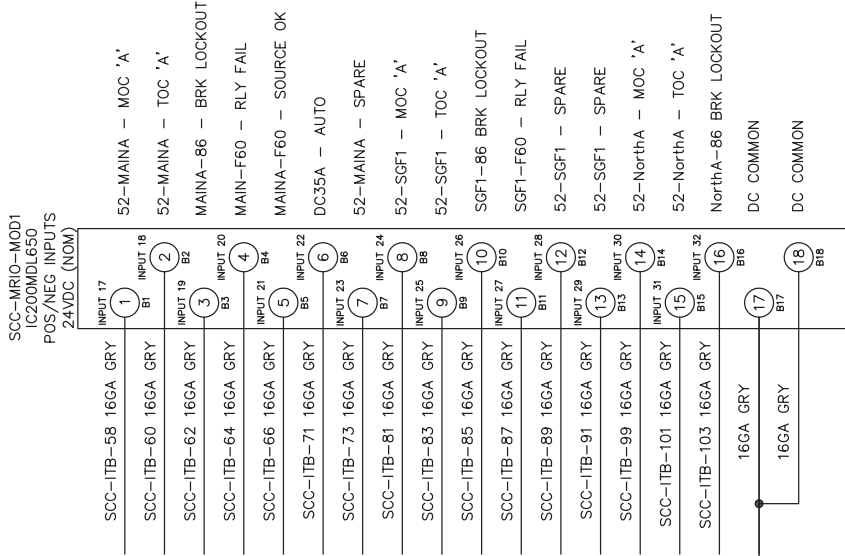 SCC-MRIO-MOD1
IC200MDL650
POS/NEG INPUTS
24VDC (NOM)
SCC-ITB-58 16GA GRY
INPUT 17
1
B1
52-MAINA - MOC 'A'
SCC-ITB-60 16GA GRY
INPUT 18
2
B2
52-MAINA - TOC 'A'
SCC-ITB-62 16GA GRY
INPUT 19
3
B3
MAINA-86 - BRK LOCKOUT
SCC-ITB-64 16GA GRY
INPUT 20
4
B4
MAIN-F60 - RLY FAIL
SCC-ITB-66 16GA GRY
INPUT 21
5
B5
MAINA-F60 - SOURCE OK
SCC-ITB-71 16GA GRY
INPUT 22
6
B6
DC35A - AUTO
SCC-ITB-73 16GA GRY
INPUT 23
7
B7
52-MAINA - SPARE
SCC-ITB-81 16GA GRY
INPUT 24
8
B8
52-SGF1 - MOC 'A'
SCC-ITB-83 16GA GRY
INPUT 25
9
B9
52-SGF1 - TOC 'A'
SCC-ITB-85 16GA GRY
INPUT 26
10
B10
SGF1-86 BRK LOCKOUT
SCC-ITB-87 16GA GRY
INPUT 27
11
B11
SGF1-F60 - RLY FAIL
SCC-ITB-89 16GA GRY
INPUT 28
12
B12
52-SGF1 - SPARE
SCC-ITB-91 16GA GRY
INPUT 29
13
B13
52-SGF1 - SPARE
SCC-ITB-99 16GA GRY
INPUT 30
14
B14
52-NorthA - MOC 'A'
SCC-ITB-101 16GA GRY
INPUT 31
15
B15
52-NorthA - TOC 'A'
SCC-ITB-103 16GA GRY
INPUT 32
16
B16
NorthA-86 BRK LOCKOUT
16GA GRY
17
B17
DC COMMON
16GA GRY
18
B18
DC COMMON